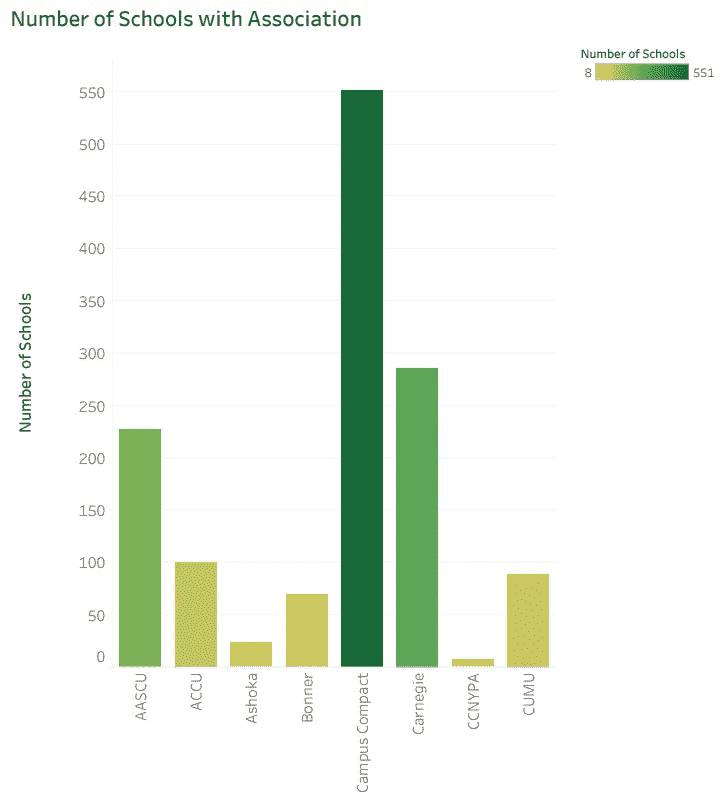 Number of Schools with Association
Number of Schools
8 551
550
500
450
400
350
300
250
200
150
100
50
0
Number of Schools
AASCU
ACCU
Ashoka
Bonner
Campus Compact
Carnegie
CCNYPA
CUMU